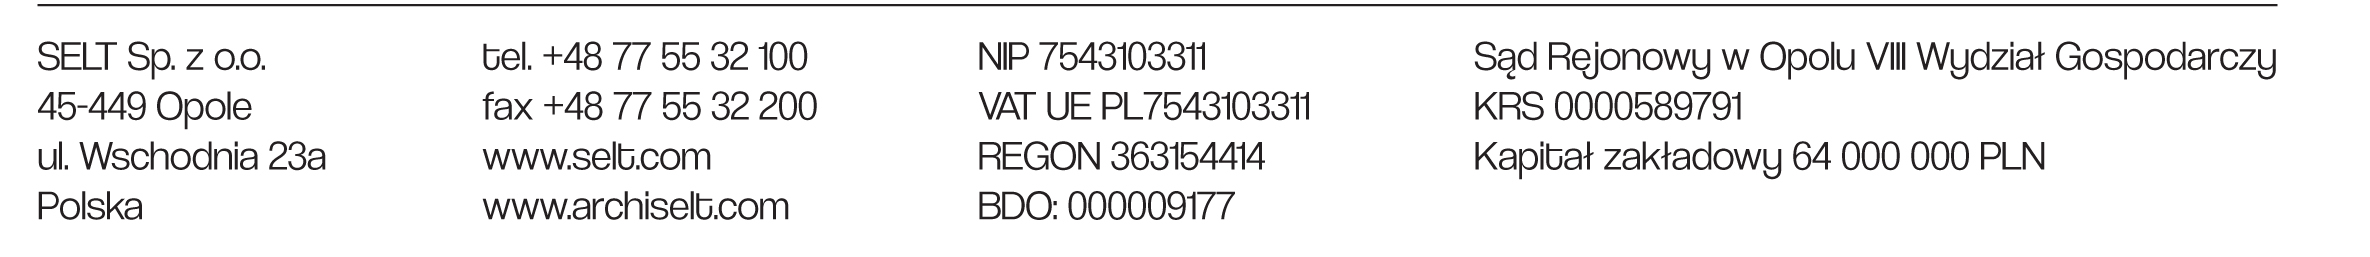 SELT Sp. z o.o.
45-449 Opole
ul. Wschodnia 23a
Polska
tel. +48 77 55 32 100
fax +48 77 55 32 200
www.selt.com
www.archiselt.com
NIP 7543103311
VAT UE PL7543103311
REGON 363154414
BDO: 000009177
Sąd Rejonowy w Opolu VIII Wydział Gospodarczy
KRS 0000589791
Kapitał zakładowy 64 000 000 PLN